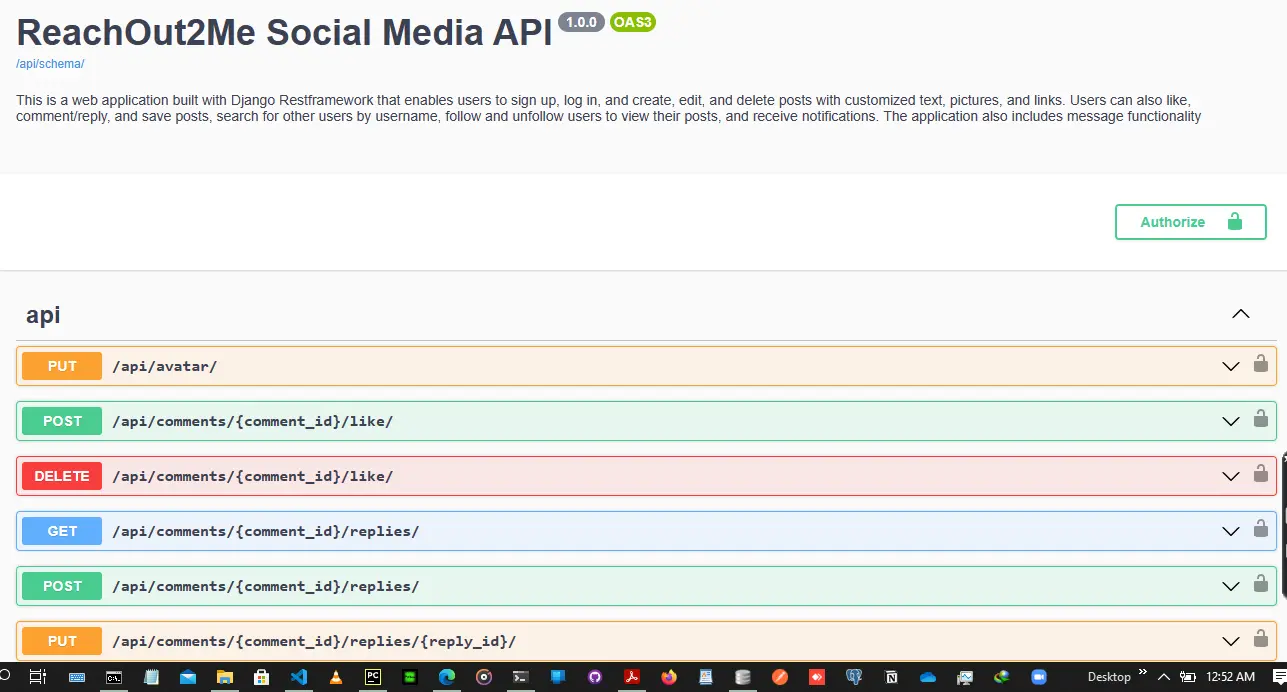 ReachOut2Me Social Media API 1.0.0 OAS3
/api/schema/
This is a web application built with Django Restframework that enables users to sign up, log in, and create, edit, and delete posts with customized text, pictures, and links. Users can also like,
comment/reply, and save posts, search for other users by username, follow and unfollow users to view their posts, and receive notifications. The application also includes message functionality
Authorize
api
PUT /api/avatar/
POST /api/comments/{comment_id}/like/
DELETE /api/comments/{comment_id}/like/
GET /api/comments/{comment_id}/replies/
POST /api/comments/{comment_id}/replies/
PUT /api/comments/{comment_id}/replies/{reply_id}/
PC Desktop 12:52 AM